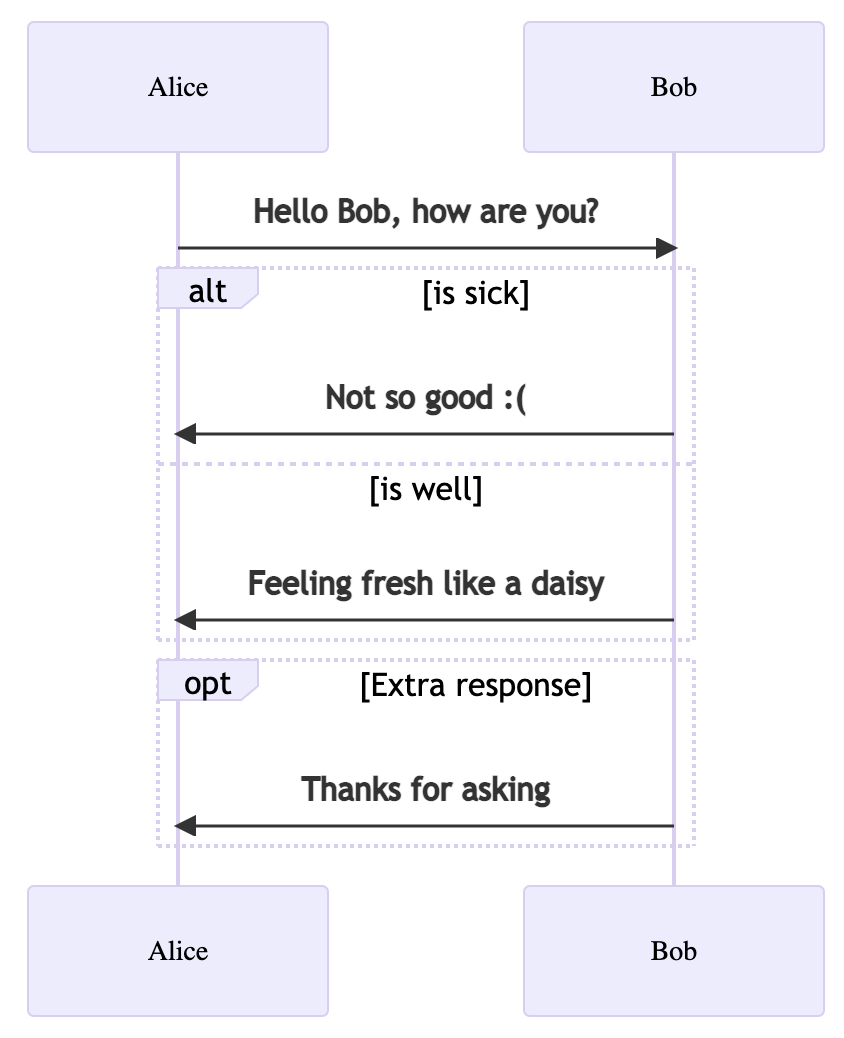 Alice
Bob
Hello Bob, how are you?
alt
[is sick]
Not so good :(
[is well]
Feeling fresh like a daisy
opt
[Extra response]
Thanks for asking
Alice
Bob